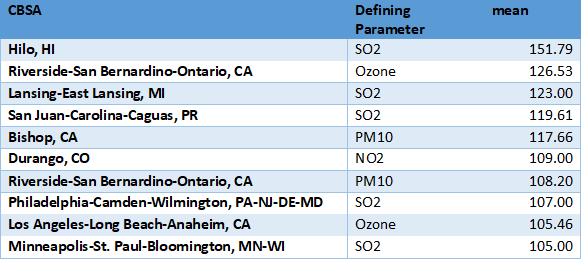 CBSA Defining Parameter mean
Hilo, HI SO2 151.79
Riverside-San Bernardino-Ontario, CA Ozone 126.53
Lansing-East Lansing, MI SO2 123.00
San Juan-Carolina-Caguas, PR SO2 119.61
Bishop, CA PM10 117.66
Durango, CO NO2 109.00
Riverside-San Bernardino-Ontario, CA PM10 108.20
Philadelphia-Camden-Wilmington, PA-NJ-DE-MD SO2 107.00
Los Angeles-Long Beach-Anaheim, CA Ozone 105.46
Minneapolis-St. Paul-Bloomington, MN-WI SO2 105.00